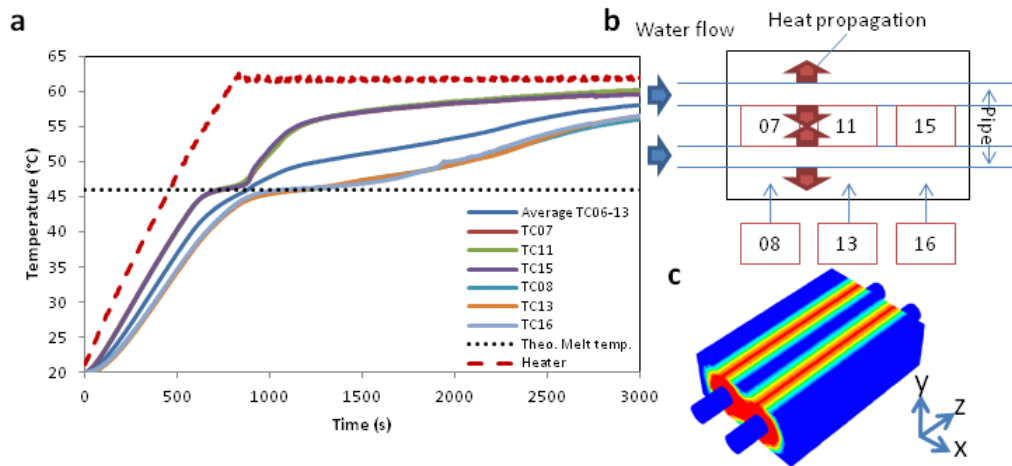 a
Temperature (°C)
65
60
55
50
45
40
35
30
25
20
0
500
1000
1500
2000
2500
3000
Time (s)
Average TC06-13
TC07
TC11
TC15
TC08
TC13
TC16
Theo. Melt temp.
Heater
b
Water flow
Heat propagation
07
11
15
Pipe
08
13
16
c
y
z
x